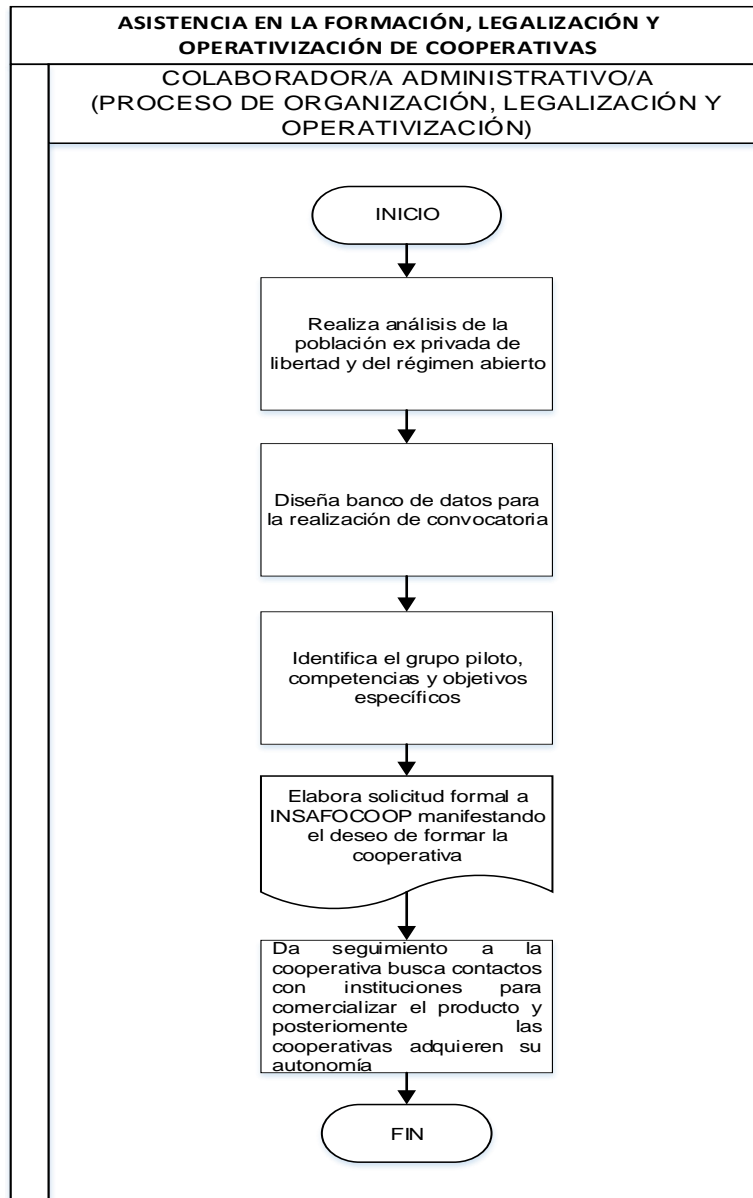 ASISTENCIA EN LA FORMACIÓN, LEGALIZACIÓN Y
OPERATIVIZACIÓN DE COOPERATIVAS
COLABORADOR/A ADMINISTRATIVO/A
(PROCESO DE ORGANIZACIÓN, LEGALIZACIÓN Y
OPERATIVIZACIÓN)
INICIO
Realiza análisis de la
población ex privada de
libertad y del régimen abierto
Diseña banco de datos para
la realización de convocatoria
Identifica el grupo piloto,
competencias y objetivos
específicos
Elabora solicitud formal a
INSAFOCOOP manifestando
el deseo de formar la
cooperativa
Da seguimiento a la
cooperativa busca contactos
con instituciones para
comercializar el producto y
posteriomente las
cooperativas adquieren su
autonomía
FIN